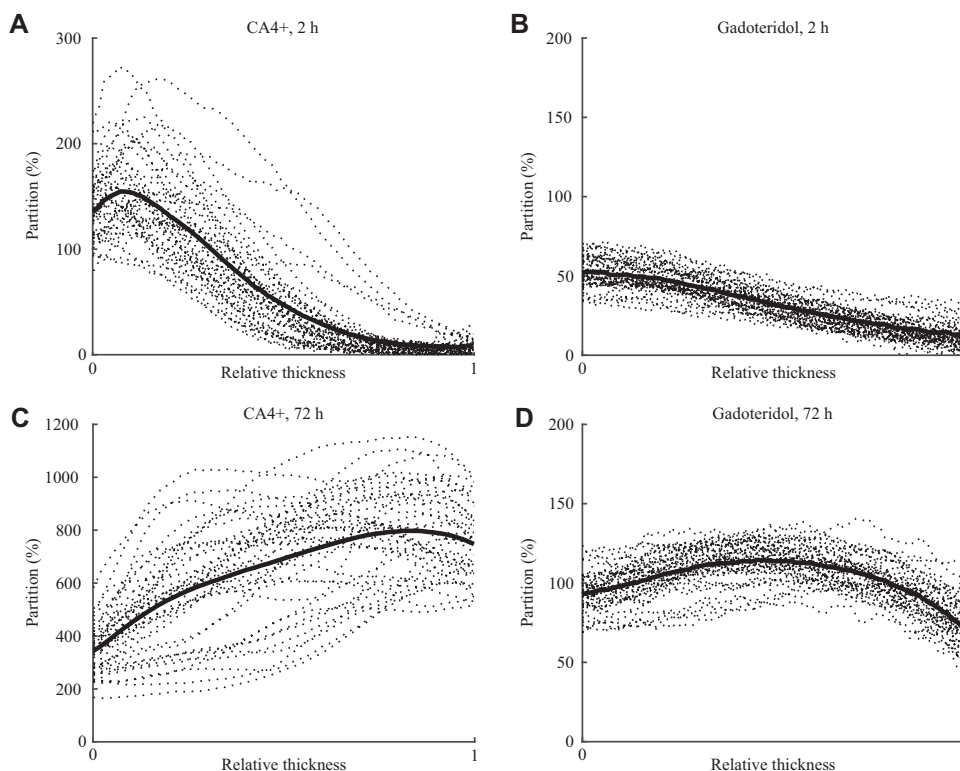 A
CA4+, 2 h
300
200
100
0
Partition (%)
0
Relative thickness
1
B
Gadoteridol, 2 h
200
150
100
50
0
Partition (%)
0
Relative thickness
C
CA4+, 72 h
1200
1000
800
600
400
200
0
Partition (%)
0
Relative thickness
1
D
Gadoteridol, 72 h
200
150
100
50
0
Partition (%)
0
Relative thickness